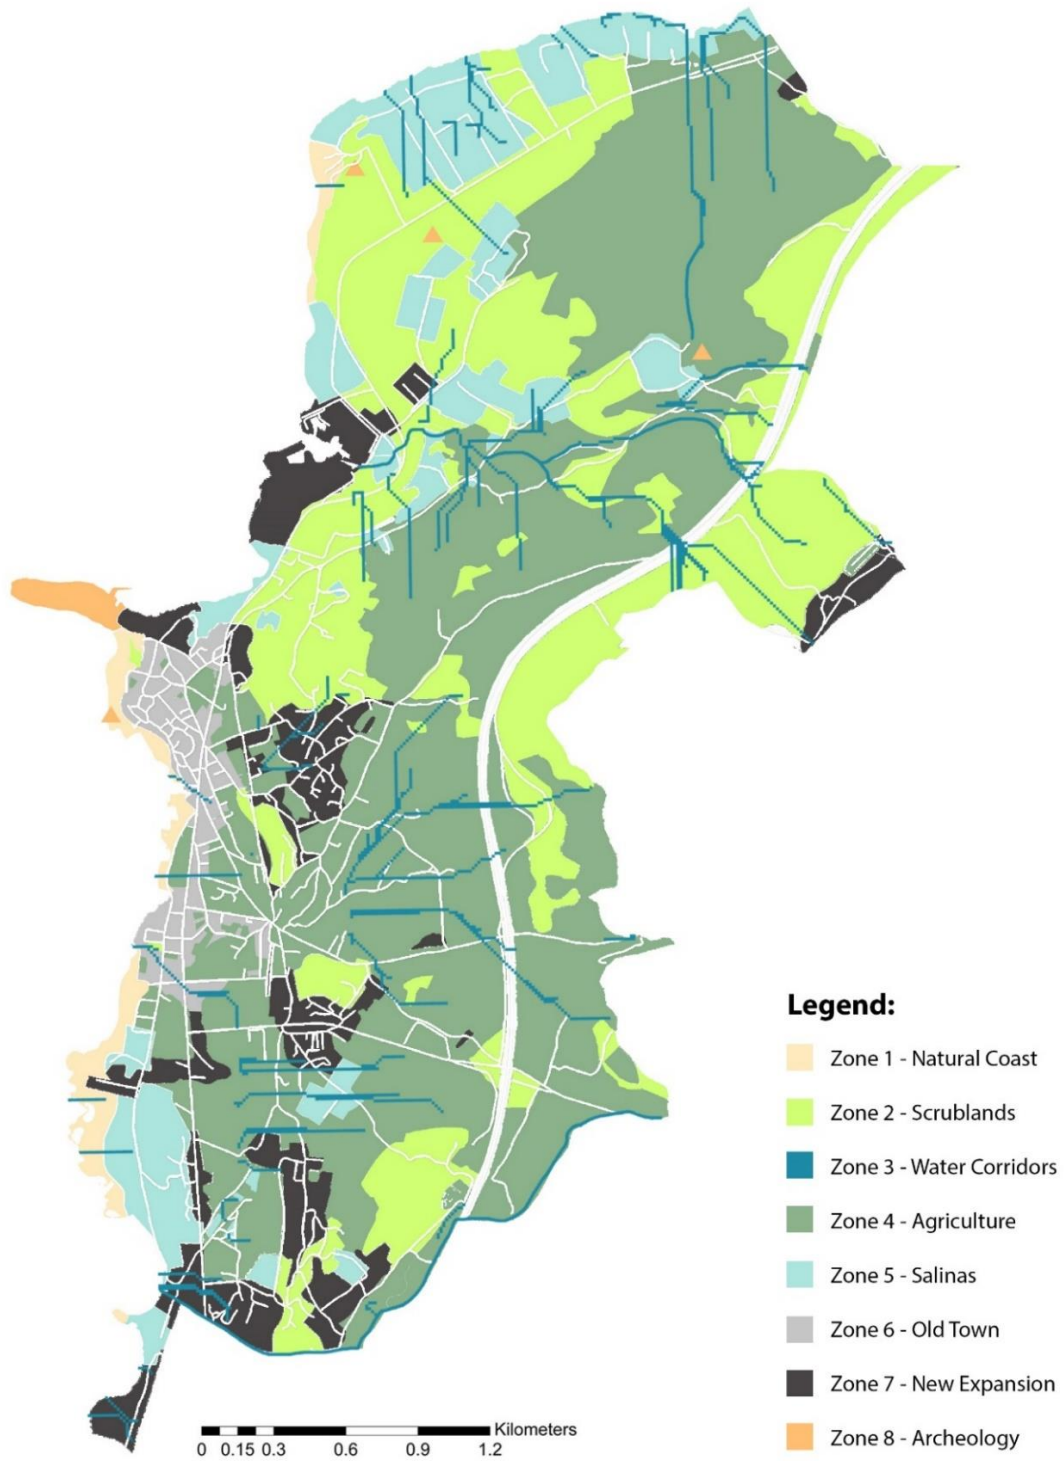 Legend:
Zone 1 - Natural Coast
Zone 2 - Scrublands
Zone 3 - Water Corridors
Zone 4 - Agriculture
Zone 5 - Salinas
Zone 6 - Old Town
Zone 7 - New Expansion
Zone 8 - Archeology
Kilometers
0 0.15 0.3 0.6 0.9 1.2